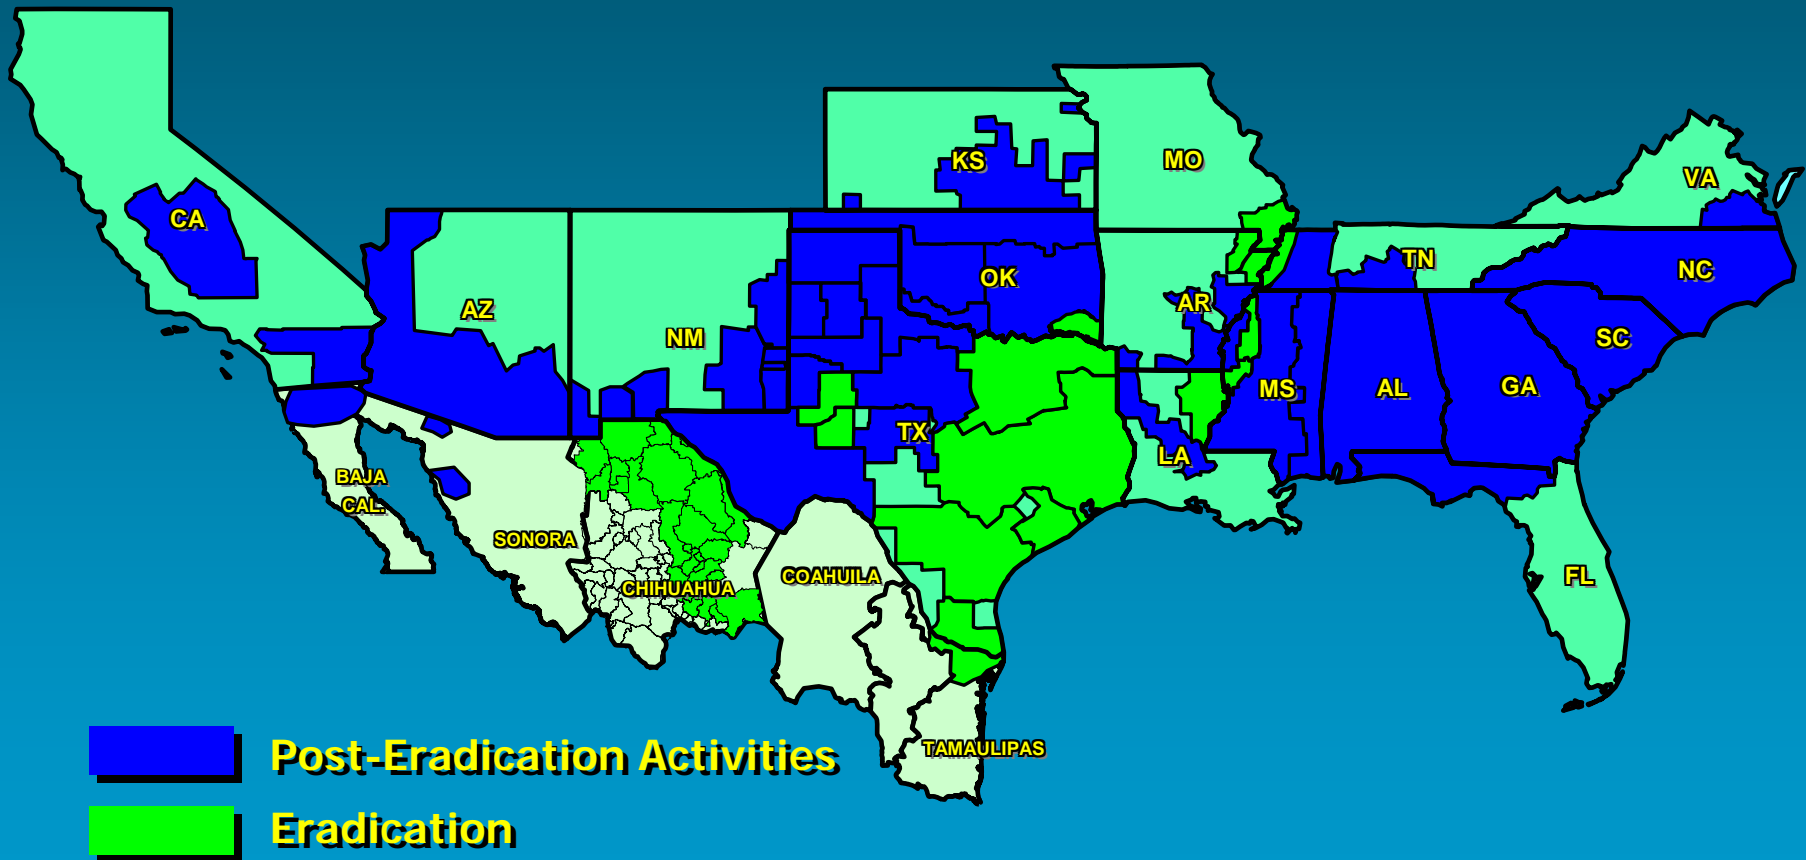 KS
MO
VA
CA
TN
NC
AZ
OK
AR
NM
SC
MS
AL
GA
TX
LA
BAJA
CAL.
SONORA
CHIHUAHUA
COAHUILA
FL
TAMAULIPAS
Post-Eradication Activities
Eradication